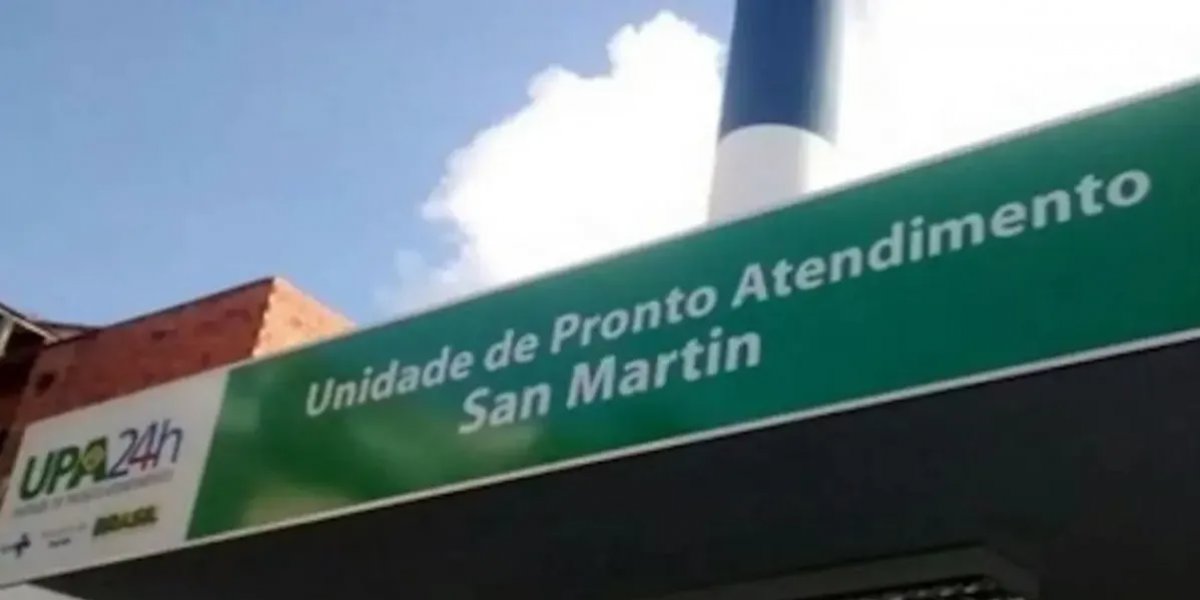 Unidade de Pronto Atendimento
San Martin
UPA24h
BRASIL